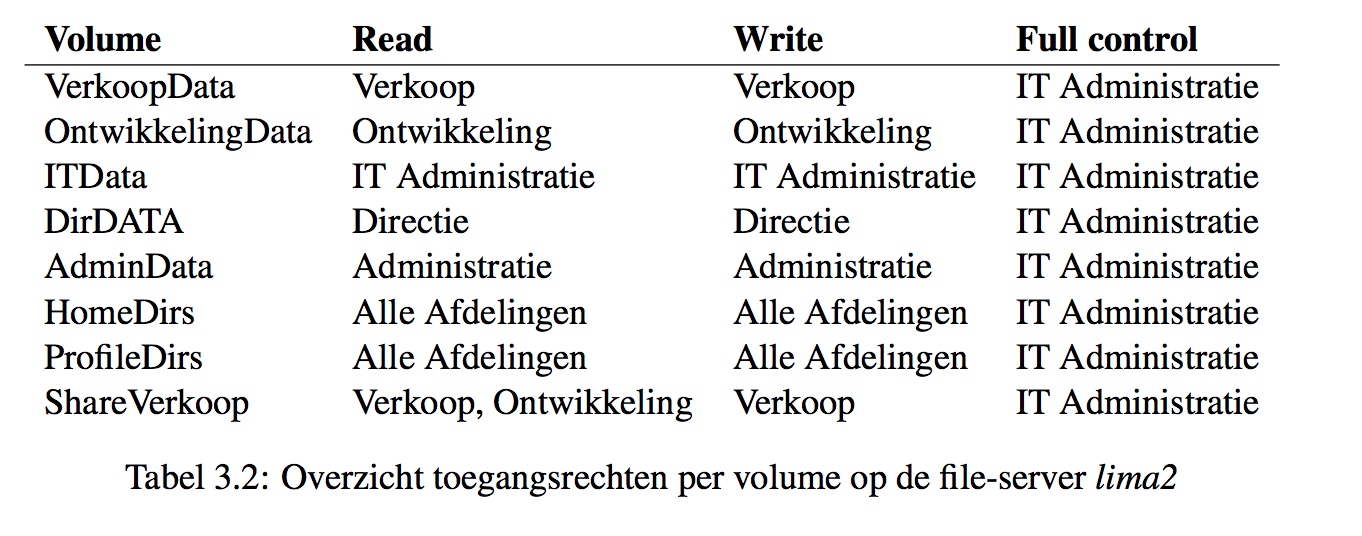 Volume Read Write Full control
VerkoopData Verkoop Verkoop IT Administratie
OntwikkelingData Ontwikkeling Ontwikkeling IT Administratie
ITData IT Administratie IT Administratie IT Administratie
DirDATA Directie Directie IT Administratie
AdminData Administratie Administratie IT Administratie
HomeDirs Alle Afdelingen Alle Afdelingen IT Administratie
ProfileDirs Alle Afdelingen Alle Afdelingen IT Administratie
ShareVerkoop Verkoop, Ontwikkeling Verkoop IT Administratie
Tabel 3.2: Overzicht toegangsrechten per volume op de file-server lima2